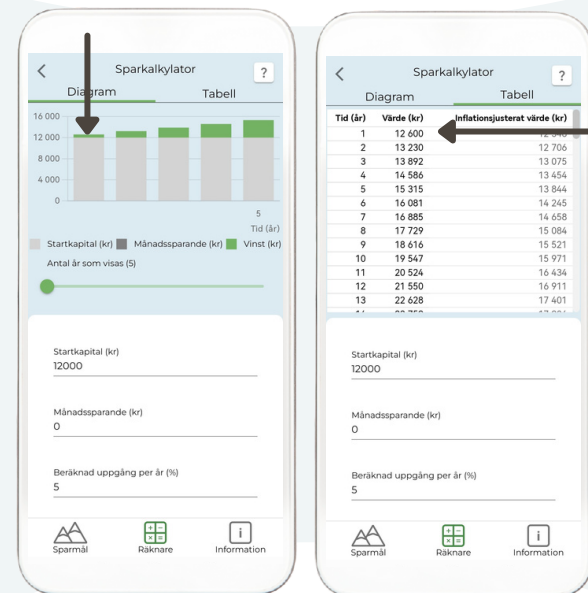 Sparkalkylator ?
Diagram Tabell
16 000
12 000
8 000
4 000
0
5
Tid (år)
Startkapital (kr) Månadssparande (kr) Vinst (kr)
Antal år som visas (5)
Startkapital (kr)
12000
Månadssparande (kr)
0
Beräknad uppgång per år (%)
5
Sparmål Räknare Information
Sparkalkylator ?
Diagram Tabell
Tid (år) Värde (kr) Inflationsjusterat värde (kr)
1 12 600
2 13 230 12 706
3 13 892 13 075
4 14 586 13 454
5 15 315 13 844
6 16 081 14 245
7 16 885 14 658
8 17 729 15 084
9 18 616 15 521
10 19 547 15 971
11 20 524 16 434
12 21 550 16 911
13 22 628 17 401
Startkapital (kr)
12000
Månadssparande (kr)
0
Beräknad uppgång per år (%)
5
Sparmål Räknare Information